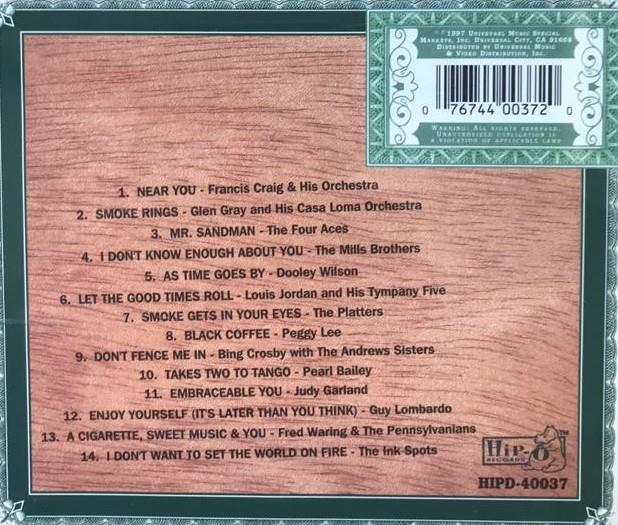 ℗© 1997 Universal Music Special
Markets, Inc. Universal City, CA 91608
Distributed by Universal Music
& Video Distribution, Inc.
0 76744 00372 0
Warning: All rights reserved.
Unauthorized duplication is
a violation of applicable laws
1. NEAR YOU - Francis Craig & His Orchestra
2. SMOKE RINGS - Glen Gray and His Casa Loma Orchestra
3. MR. SANDMAN - The Four Aces
4. I DON'T KNOW ENOUGH ABOUT YOU - The Mills Brothers
5. AS TIME GOES BY - Dooley Wilson
6. LET THE GOOD TIMES ROLL - Louis Jordan and His Tympany Five
7. SMOKE GETS IN YOUR EYES - The Platters
8. BLACK COFFEE - Peggy Lee
9. DON'T FENCE ME IN - Bing Crosby with The Andrews Sisters
10. TAKES TWO TO TANGO - Pearl Bailey
11. EMBRACEABLE YOU - Judy Garland
12. ENJOY YOURSELF (IT'S LATER THAN YOU THINK) - Guy Lombardo
13. A CIGARETTE, SWEET MUSIC & YOU - Fred Waring & The Pennsylvanians
14. I DON'T WANT TO SET THE WORLD ON FIRE - The Ink Spots
HIP-O TM
RECORDS
HIPD-40037